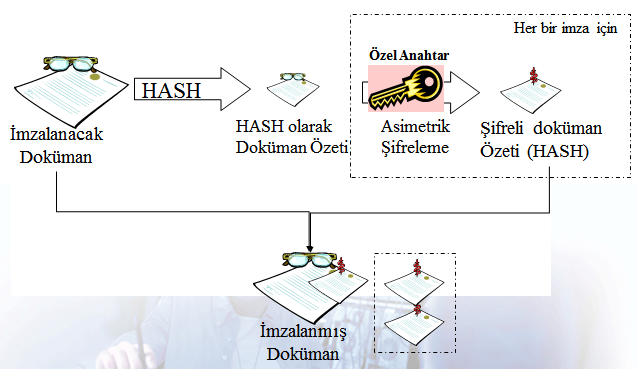 Her bir imza için
Özel Anahtar
HASH
İmzalanacak
Doküman
HASH olarak
Doküman Özeti
Asimetrik
Şifreleme
Şifreli doküman
Özeti (HASH)
İmzalanmış
Doküman